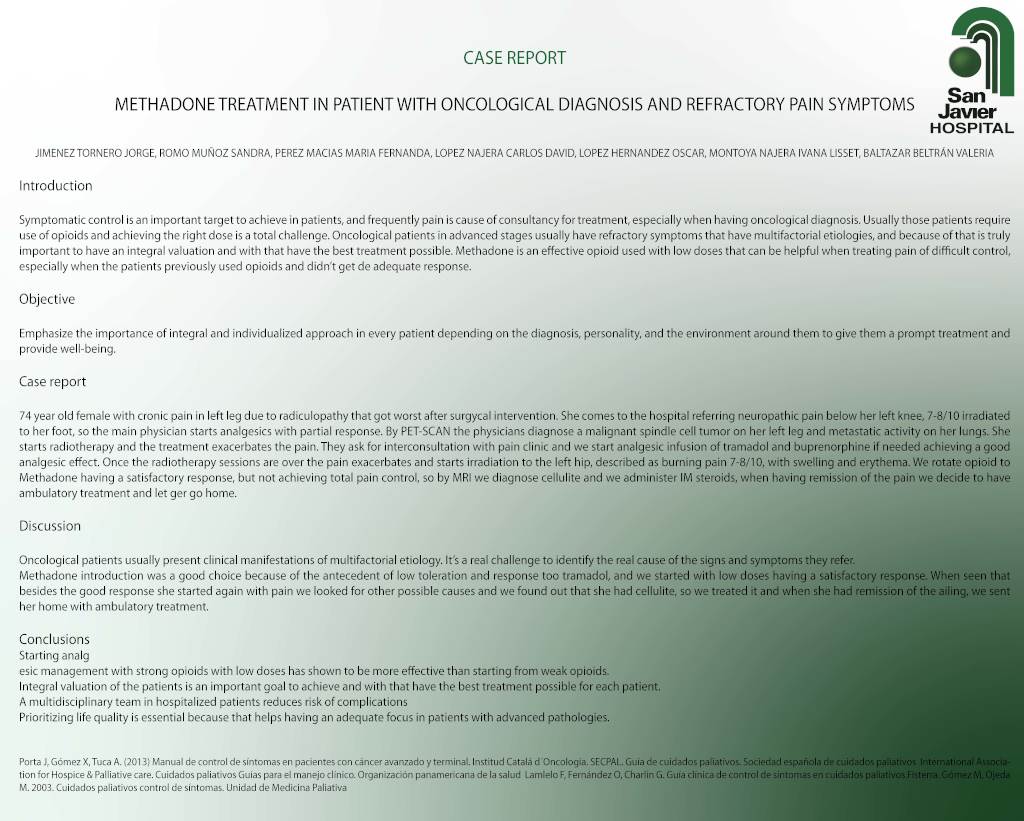 CASE REPORT
San
Javier
HOSPITAL
METHADONE TREATMENT IN PATIENT WITH ONCOLOGICAL DIAGNOSIS AND REFRACTORY PAIN SYMPTOMS
JIMENEZ TORNERO JORGE, ROMO MUÑOZ SANDRA, PEREZ MACIAS MARIA FERNANDA, LOPEZ NAJERA CARLOS DAVID, LOPEZ HERNANDEZ OSCAR, MONTOYA NAJERA IVANA LISSET, BALTAZAR BELTRÁN VALERIA
Introduction
Symptomatic control is an important target to achieve in patients, and frequently pain is cause of consultancy for treatment, especially when having oncological diagnosis. Usually those patients require
use of opioids and achieving the right dose is a total challenge. Oncological patients in advanced stages usually have refractory symptoms that have multifactorial etiologies, and because of that is truly
important to have an integral valuation and with that have the best treatment possible. Methadone is an effective opioid used with low doses that can be helpful when treating pain of difficult control,
especially when the patients previously used opioids and didn't get de adequate response.
Objective
Emphasize the importance of integral and individualized approach in every patient depending on the diagnosis, personality, and the environment around them to give them a prompt treatment and
provide well-being.
Case report
74 year old female with cronic pain in left leg due to radiculopathy that got worst after surgycal intervention. She comes to the hospital referring neuropathic pain below her left knee, 7-8/10 irradiated
to her foot, so the main physician starts analgesics with partial response. By PET-SCAN the physicians diagnose a malignant spindle cell tumor on her left leg and metastatic activity on her lungs. She
starts radiotherapy and the treatment exacerbates the pain. They ask for interconsultation with pain clinic and we start analgesic infusion of tramadol and buprenorphine if needed achieving a good
analgesic effect. Once the radiotherapy sessions are over the pain exacerbates and starts irradiation to the left hip, described as burning pain 7-8/10, with swelling and erythema. We rotate opioid to
Methadone having a satisfactory response, but not achieving total pain control, so by MRI we diagnose cellulite and we administer IM steroids, when having remission of the pain we decide to have
ambulatory treatment and let ger go home.
Discussion
Oncological patients usually present clinical manifestations of multifactorial etiology. It's a real challenge to identify the real cause of the signs and symptoms they refer.
Methadone introduction was a good choice because of the antecedent of low toleration and response too tramadol, and we started with low doses having a satisfactory response. When seen that
besides the good response she started again with pain we looked for other possible causes and we found out that she had cellulite, so we treated it and when she had remission of the ailing, we sent
her home with ambulatory treatment.
Conclusions
Starting analg
esic management with strong opioids with low doses has shown to be more effective than starting from weak opioids.
Integral valuation of the patients is an important goal to achieve and with that have the best treatment possible for each patient.
A multidisciplinary team in hospitalized patients reduces risk of complications
Prioritizing life quality is essential because that helps having an adequate focus in patients with advanced pathologies.
Porta J, Gómez X, Tuca A. (2013) Manual de control de síntomas en pacientes con cáncer avanzado y terminal. Institud Catalá d´Oncología. SECPAL. Guía de cuidados paliativos. Sociedad española de cuidados paliativos International Associa-
tion for Hospice & Palliative care. Cuidados paliativos Guías para el manejo clínico. Organización panamericana de la salud Lamlelo F, Fernández O, Charlín G. Guía clínica de control de síntomas en cuidados paliativos.Fisterra. Gómez M, Ojeda
M. 2003. Cuidados paliativos control de síntomas. Unidad de Medicina Paliativa